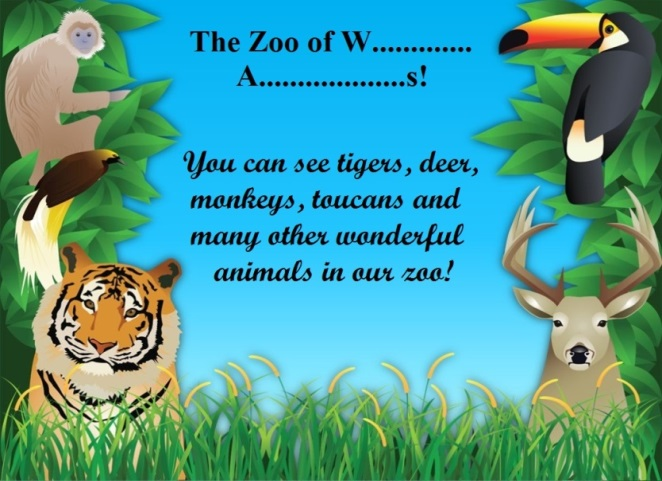 The Zoo of W.............
A...................s!
You can see tigers, deer,
monkeys, toucans and
many other wonderful
animals in our zoo!